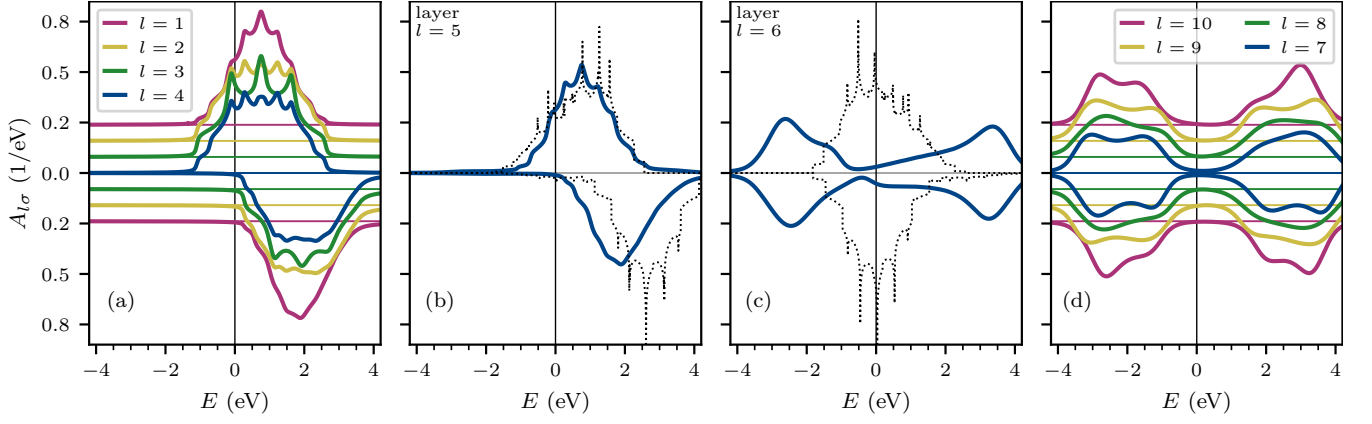 0.8
0.5
0.2
0.0
0.2
0.5
0.8
A_{lσ} (1/eV)
l = 1
l = 2
l = 3
l = 4
(a)
−4 −2 0 2 4
E (eV)
layer
l = 5
(b)
−4 −2 0 2 4
E (eV)
layer
l = 6
(c)
−4 −2 0 2 4
E (eV)
l = 10 l = 8
l = 9 l = 7
(d)
−4 −2 0 2 4
E (eV)